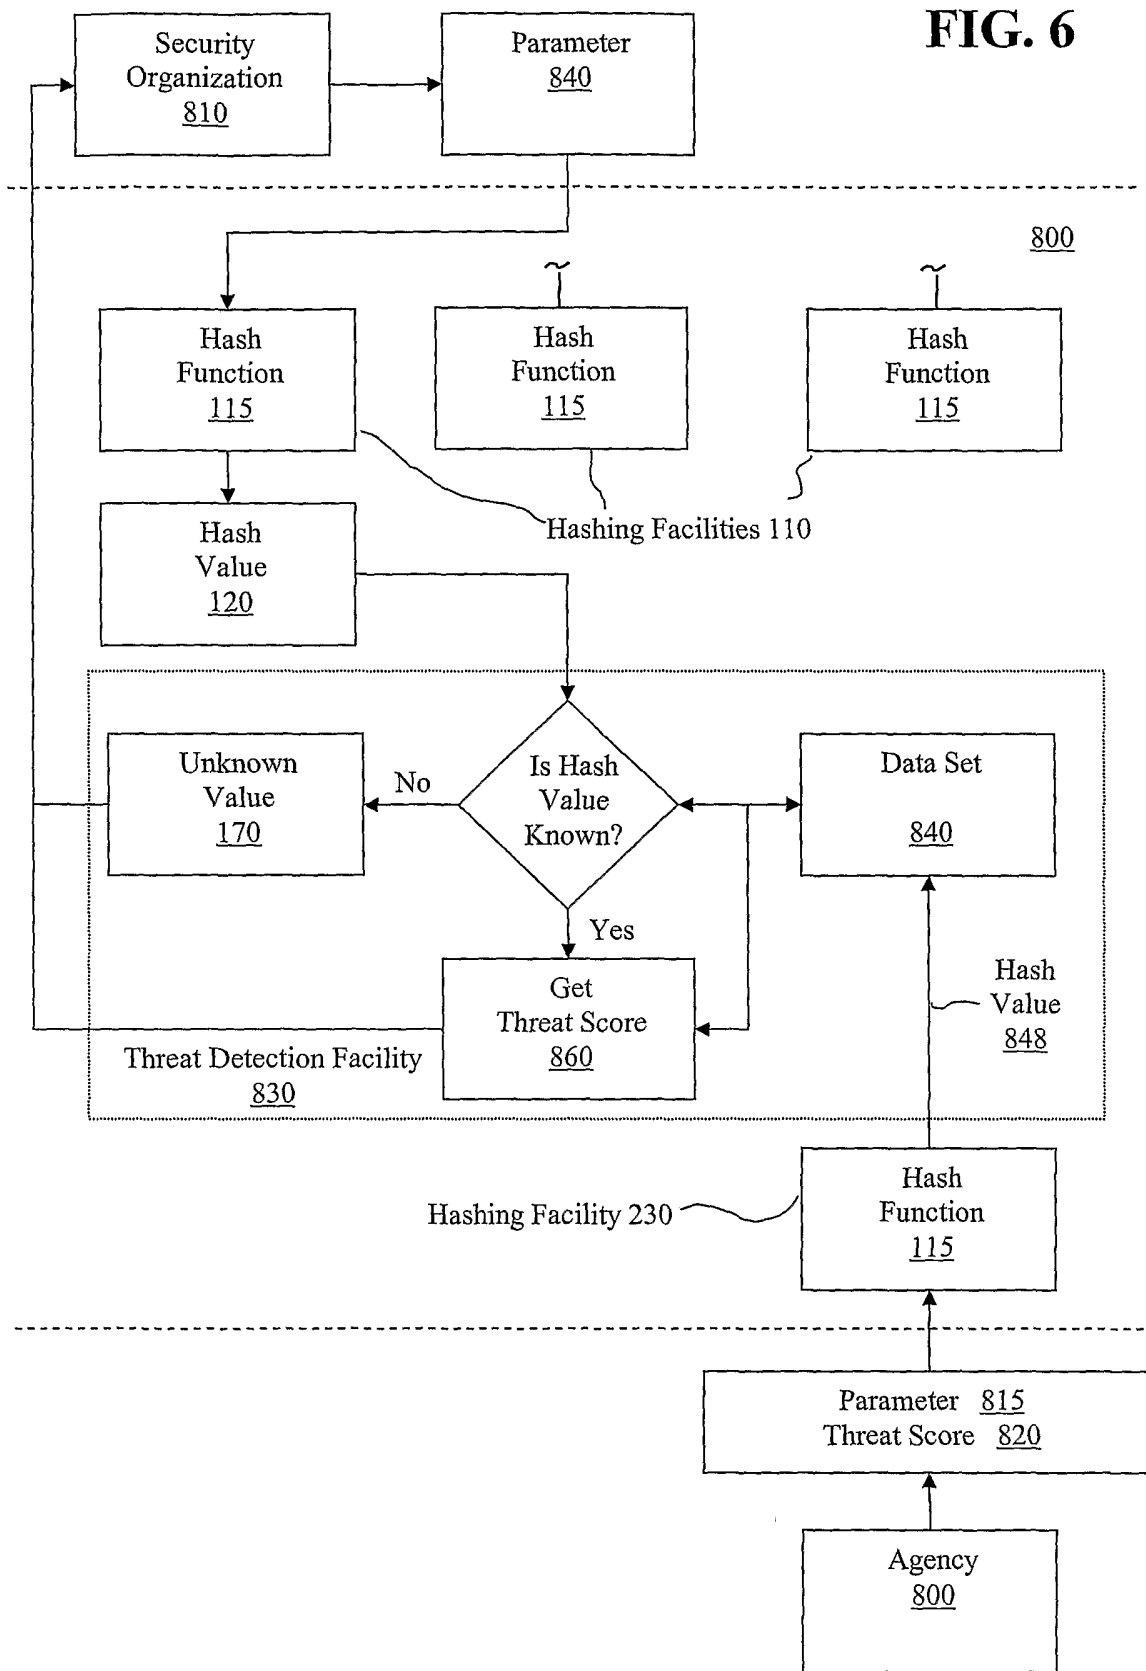 FIG. 6
Security
Organization
810
Parameter
840
800
Hash
Function
115
Hash
Function
115
Hash
Function
115
Hashing Facilities 110
Hash
Value
120
Unknown
Value
170
No
Is Hash
Value
Known?
Data Set
840
Yes
Get
Threat Score
860
Hash
Value
848
Threat Detection Facility
830
Hashing Facility 230
Hash
Function
115
Parameter 815
Threat Score 820
Agency
800